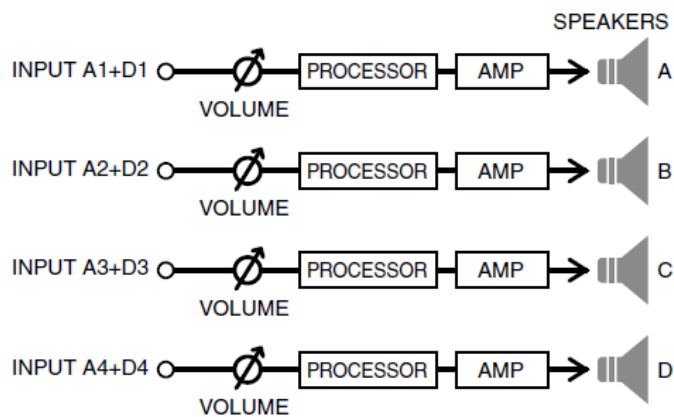 SPEAKERS
INPUT A1+D1 PROCESSOR AMP A
VOLUME
INPUT A2+D2 PROCESSOR AMP B
VOLUME
INPUT A3+D3 PROCESSOR AMP C
VOLUME
INPUT A4+D4 PROCESSOR AMP D
VOLUME